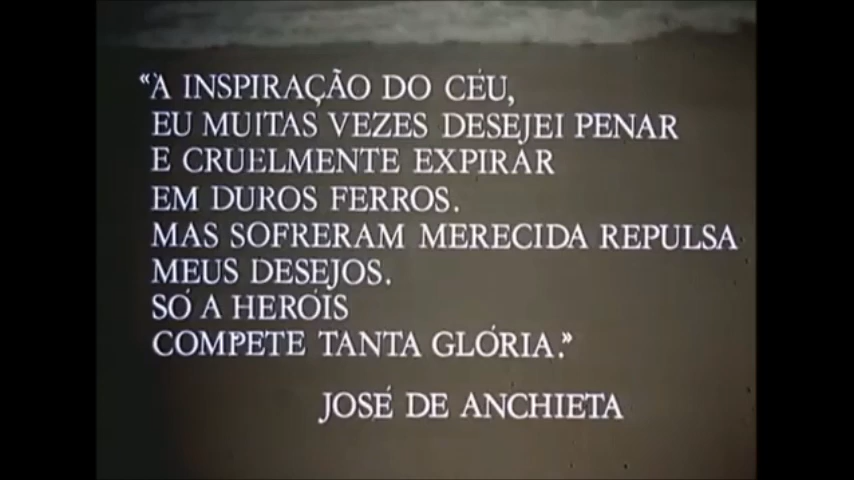 “A INSPIRAÇÃO DO CÉU,
EU MUITAS VEZES DESEJEI PENAR
E CRUELMENTE EXPIRAR
EM DUROS FERROS.
MAS SOFRERAM MERECIDA REPULSA
MEUS DESEJOS.
SÓ A HERÓIS
COMPETE TANTA GLÓRIA.”
JOSÉ DE ANCHIETA